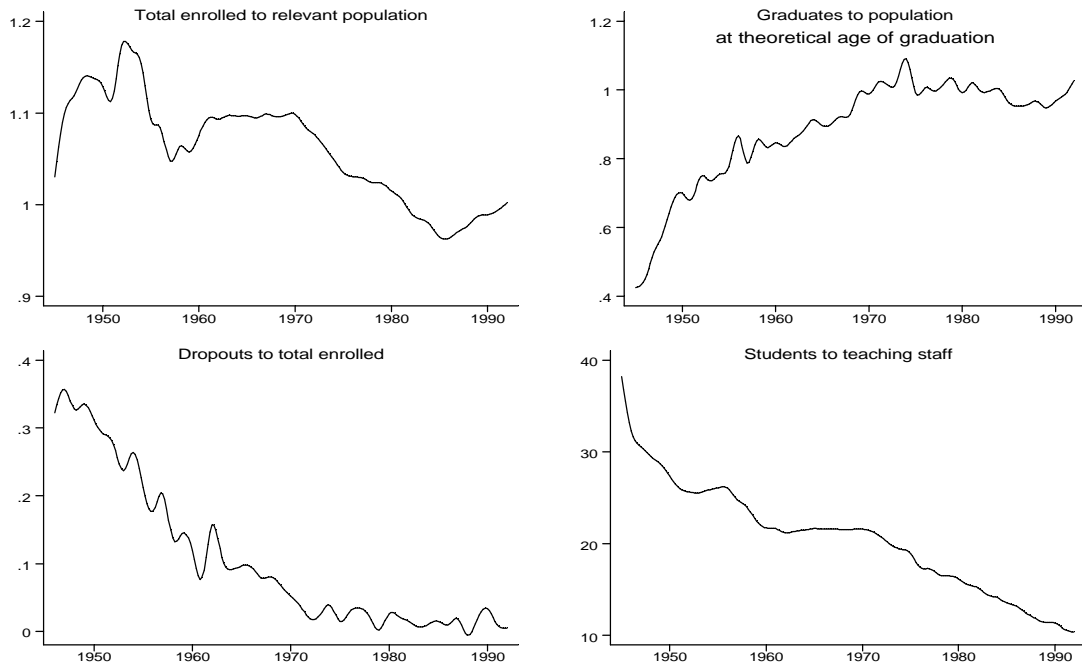 Total enrolled to relevant population
1.2
1.1
1
.9
1950 1960 1970 1980 1990
Graduates to population
at theoretical age of graduation
1.2
1
.8
.6
.4
1950 1960 1970 1980 1990
Dropouts to total enrolled
.4
.3
.2
.1
0
1950 1960 1970 1980 1990
Students to teaching staff
40
30
20
10
1950 1960 1970 1980 1990